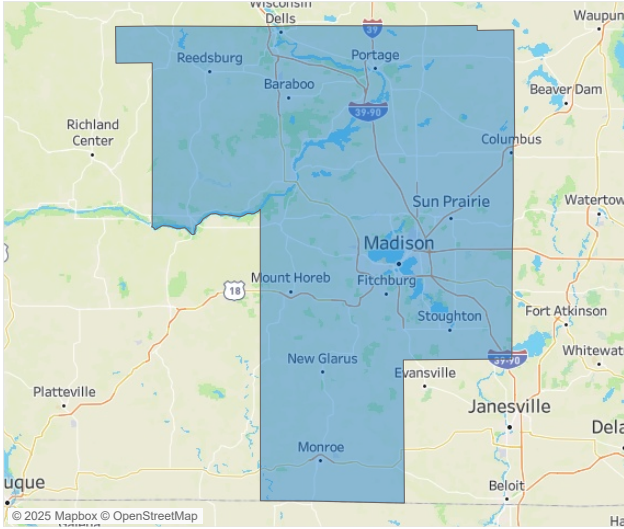 Wisconsin
Dells
39
Waupun
Reedsburg
Portage
Baraboo
Beaver Dam
39-90
Richland
Center
Columbus
Sun Prairie
Watertow
Madison
Mount Horeb
18
Fitchburg
Stoughton
Fort Atkinson
39-90
Whitewat
New Glarus
Evansville
Platteville
Janesville
Dela
Monroe
uque
Beloit
© 2025 Mapbox © OpenStreetMap
Galena
Ha